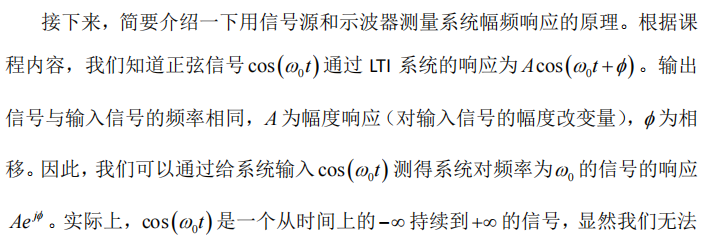 接下来，简要介绍一下用信号源和示波器测量系统幅频响应的原理。根据课
程内容，我们知道正弦信号cos(ω₀t)通过 LTI 系统的响应为Acos(ω₀t+ϕ)。输出
信号与输入信号的频率相同，A为幅度响应（对输入信号的幅度改变量），ϕ为相
移。因此，我们可以通过给系统输入cos(ω₀t)测得系统对频率为ω₀的信号的响应
Ae^{jϕ}。实际上，cos(ω₀t)是一个从时间上的−∞持续到+∞的信号，显然我们无法